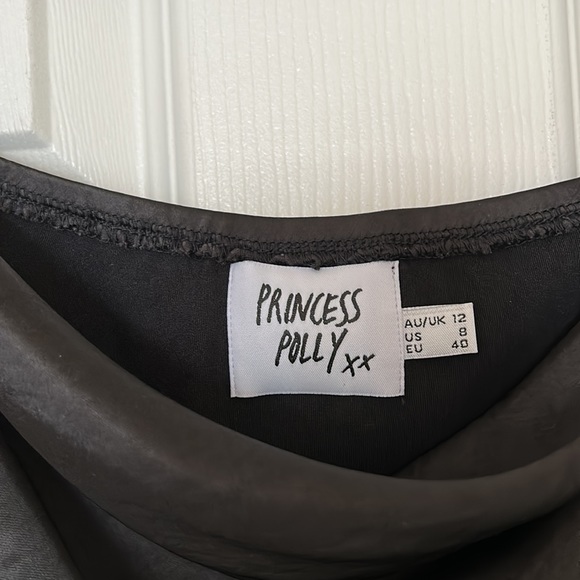 PRINCESS
POLLY xx
AU/UK 12
US 8
EU 40